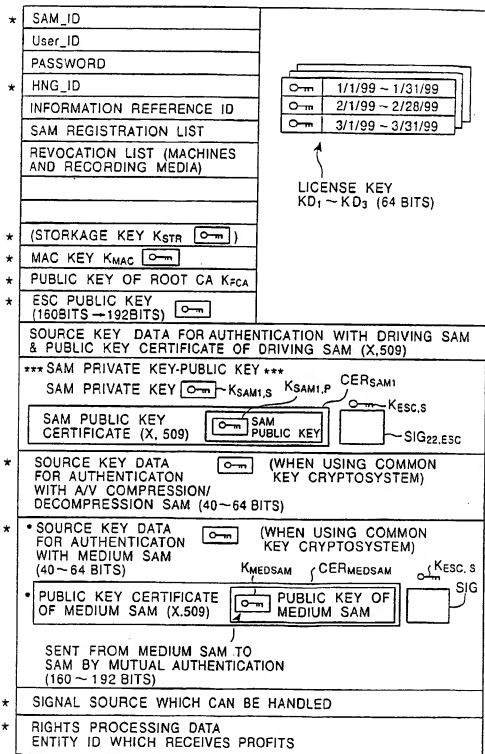 * SAM_ID
User_ID
PASSWORD
* HNG_ID
INFORMATION REFERENCE ID
SAM REGISTRATION LIST
REVOCATION LIST (MACHINES
AND RECORDING MEDIA)
1/1/99 ~ 1/31/99
2/1/99 ~ 2/28/99
3/1/99 ~ 3/31/99
LICENSE KEY
KD1 ~ KD3 (64 BITS)
* (STORKAGE KEY KSTR )
* MAC KEY KMAC
* PUBLIC KEY OF ROOT CA KFCA
* ESC PUBLIC KEY
(160BITS → 192BITS)
SOURCE KEY DATA FOR AUTHENTICATION WITH DRIVING SAM
& PUBLIC KEY CERTIFICATE OF DRIVING SAM (X,509)
*** SAM PRIVATE KEY-PUBLIC KEY ***
SAM PRIVATE KEY KSAM1,S KSAM1,P CERSAM1
KESC,S
SAM PUBLIC KEY
CERTIFICATE (X, 509)
SAM
PUBLIC KEY
SIG22,ESC
* SOURCE KEY DATA
FOR AUTHENTICATON
WITH A/V COMPRESSION/
DECOMPRESSION SAM (40~64 BITS)
(WHEN USING COMMON
KEY CRYPTOSYSTEM)
* • SOURCE KEY DATA
FOR AUTHENTICATON
WITH MEDIUM SAM
(40~64 BITS)
(WHEN USING COMMON
KEY CRYPTOSYSTEM)
KMEDSAM CERMEDSAM KESC, S
SIG
• PUBLIC KEY CERTIFICATE
OF MEDIUM SAM (X.509)
PUBLIC KEY OF
MEDIUM SAM
SENT FROM MEDIUM SAM TO
SAM BY MUTUAL AUTHENTICATION
(160 ~ 192 BITS)
* SIGNAL SOURCE WHICH CAN BE HANDLED
* RIGHTS PROCESSING DATA
ENTITY ID WHICH RECEIVES PROFITS